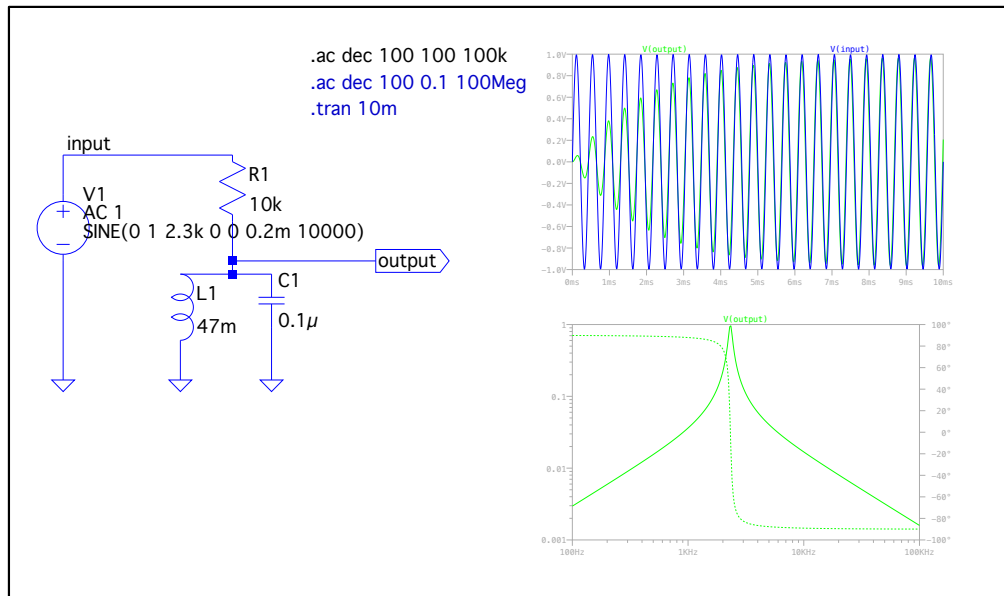 .ac dec 100 100 100k
.ac dec 100 0.1 100Meg
.tran 10m
input
R1
10k
V1
AC 1
SINE(0 1 2.3k 0 0 0.2m 10000)
output
L1
47m
C1
0.1µ
V(output) V(input)
1.0V
0.8V
0.6V
0.4V
0.2V
0.0V
−0.2V
−0.4V
−0.6V
−0.8V
−1.0V
0ms 1ms 2ms 3ms 4ms 5ms 6ms 7ms 8ms 9ms 10ms
V(output)
1 100°
80°
60°
0.1 40°
20°
0°
−20°
0.01 −40°
−60°
−80°
0.001 −100°
100Hz 1KHz 10KHz 100KHz